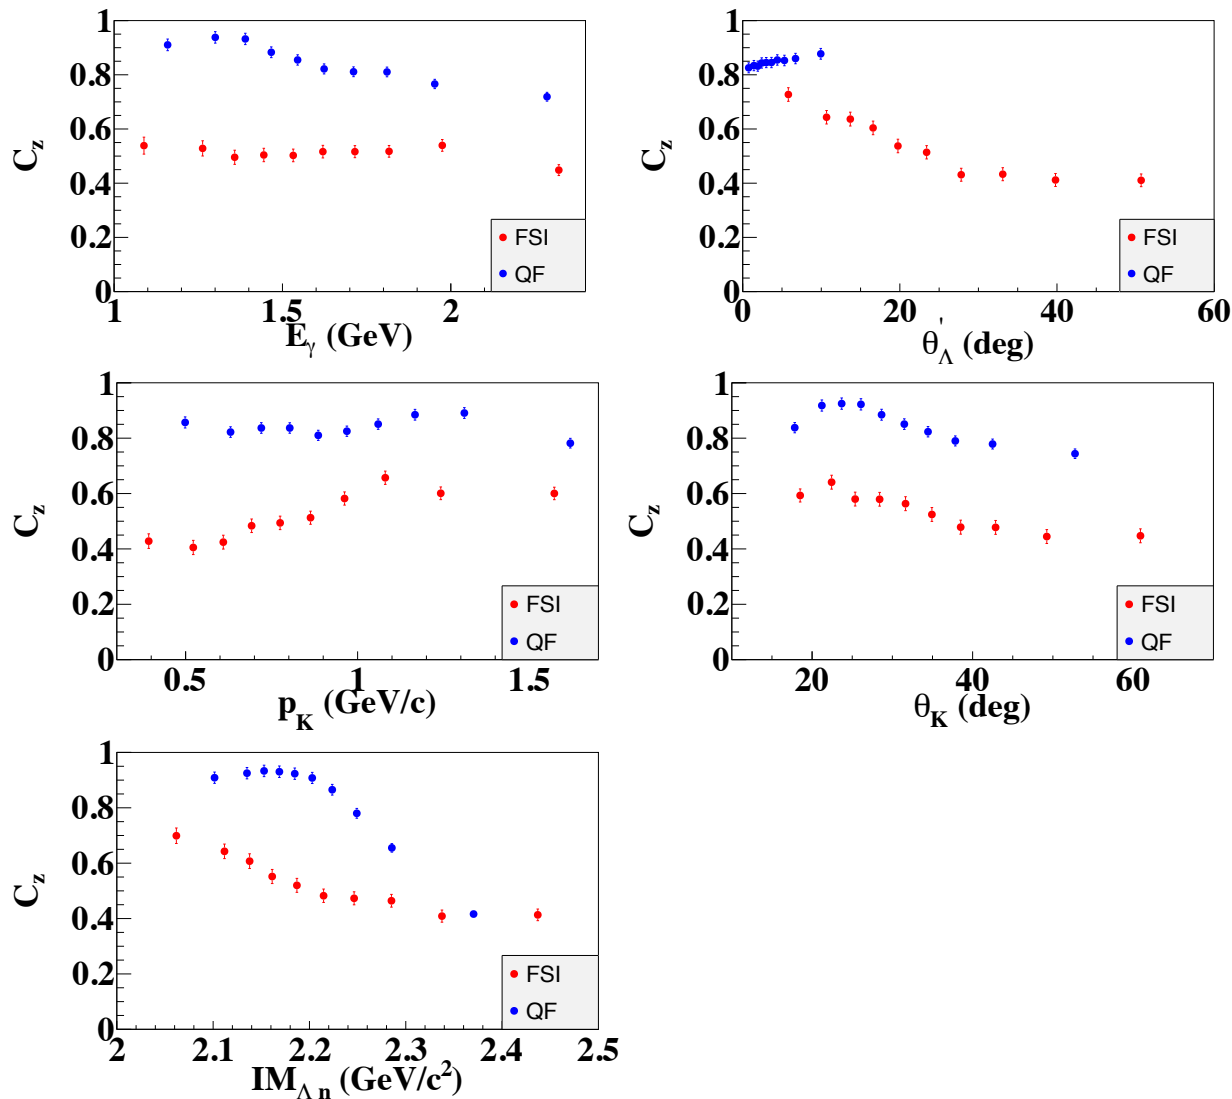 1
0.8
0.6
0.4
0.2
0
C_z
1 1.5 2
E_γ (GeV)
FSI
QF
1
0.8
0.6
0.4
0.2
0
C_z
0 20 40 60
θ'_Λ (deg)
FSI
QF
1
0.8
0.6
0.4
0.2
0
C_z
0.5 1 1.5
p_K (GeV/c)
FSI
QF
1
0.8
0.6
0.4
0.2
0
C_z
20 40 60
θ_K (deg)
FSI
QF
1
0.8
0.6
0.4
0.2
0
C_z
2 2.1 2.2 2.3 2.4 2.5
IM_Λ n (GeV/c²)
FSI
QF